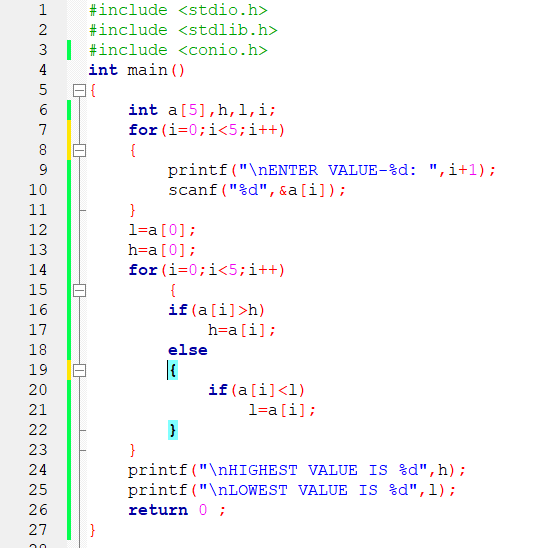 1 #include <stdio.h>
2 #include <stdlib.h>
3 #include <conio.h>
4 int main()
5 {
6 int a[5],h,l,i;
7 for(i=0;i<5;i++)
8 {
9 printf("\nENTER VALUE-%d: ",i+1);
10 scanf("%d",&a[i]);
11 }
12 l=a[0];
13 h=a[0];
14 for(i=0;i<5;i++)
15 {
16 if(a[i]>h)
17 h=a[i];
18 else
19 {
20 if(a[i]<l)
21 l=a[i];
22 }
23 }
24 printf("\nHIGHEST VALUE IS %d",h);
25 printf("\nLOWEST VALUE IS %d",l);
26 return 0 ;
27 }